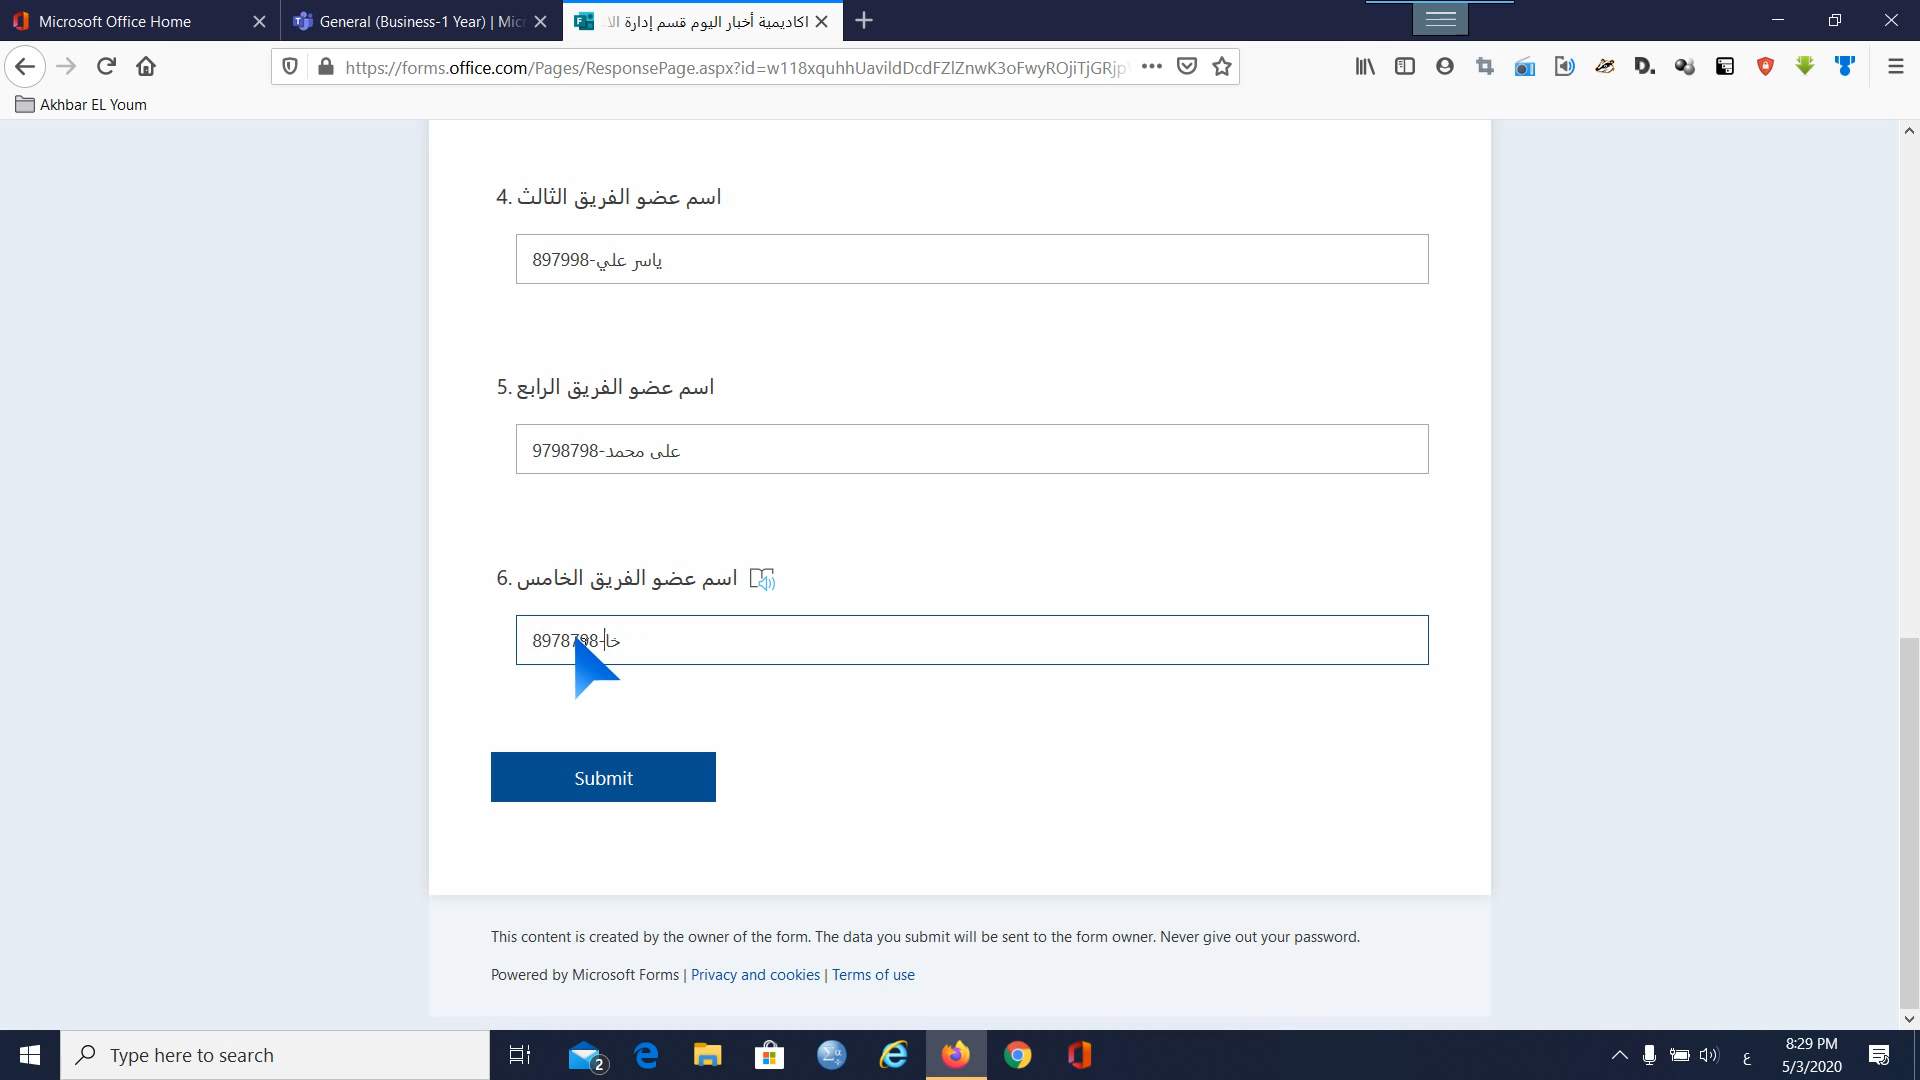 Microsoft Office Home
General (Business-1 Year) | Mic
اكاديمية أخبار اليوم قسم إدارة الا
https://forms.office.com/Pages/ResponsePage.aspx?id=w118xquhhUavildDcdFZlZnwK3oFwyROjiTjGRjp
Akhbar EL Youm
4. اسم عضو الفريق الثالث
ياسر علي-897998
5. اسم عضو الفريق الرابع
على محمد-9798798
6. اسم عضو الفريق الخامس
خا-8978798
Submit
This content is created by the owner of the form. The data you submit will be sent to the form owner. Never give out your password.
Powered by Microsoft Forms | Privacy and cookies | Terms of use
Type here to search
2
ع
8:29 PM
5/3/2020